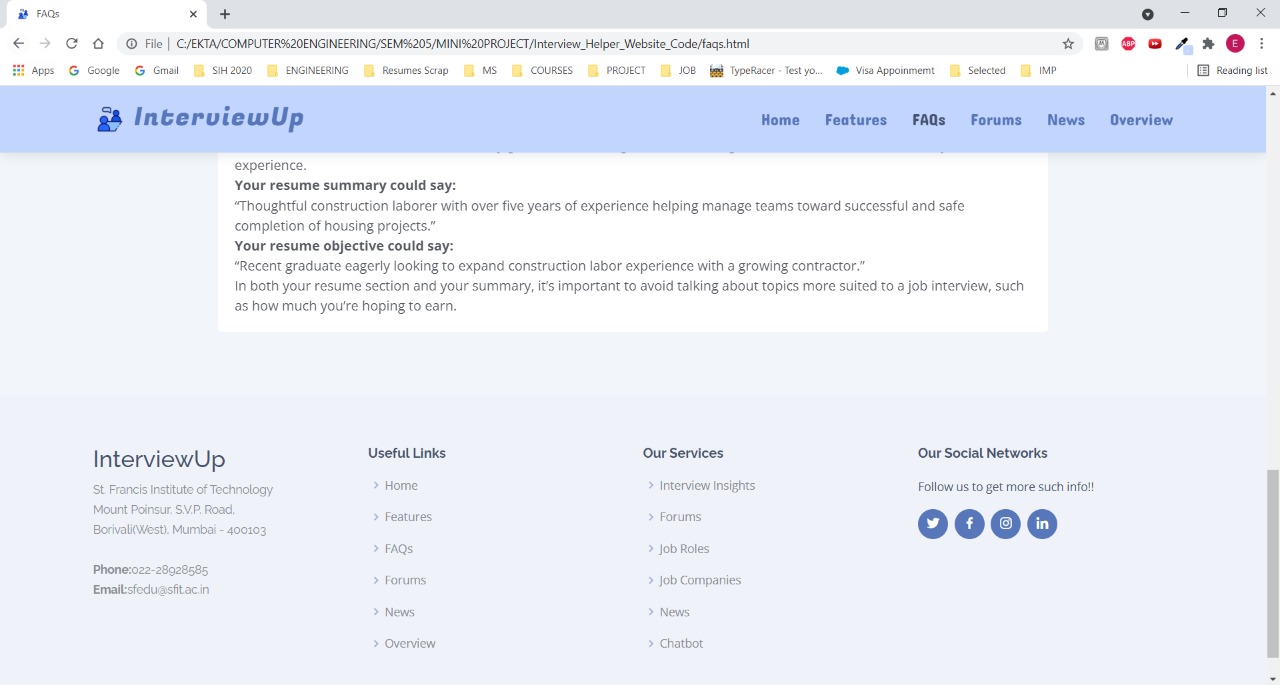 FAQs
File | C:/EKTA/COMPUTER%20ENGINEERING/SEM%206/MINI%20PROJECT/Interview_Helper_Website_Code/faqs.html
ABP
E
Apps Google Gmail SIH 2020 ENGINEERING Resumes Scrap MS COURSES PROJECT JOB TypeRacer - Test yo... Visa Appoinmemt Selected IMP Reading list
InterviewUp Home Features FAQs Forums News Overview
experience.
Your resume summary could say:
“Thoughtful construction laborer with over five years of experience helping manage teams toward successful and safe
completion of housing projects.”
Your resume objective could say:
“Recent graduate eagerly looking to expand construction labor experience with a growing contractor.”
In both your resume section and your summary, it’s important to avoid talking about topics more suited to a job interview, such
as how much you’re hoping to earn.
InterviewUp
St. Francis Institute of Technology
Mount Poinsur, S.V.P. Road,
Borivali(West), Mumbai - 400103
Phone:022-28928585
Email:sfedu@sfit.ac.in
Useful Links
Home
Features
FAQs
Forums
News
Overview
Our Services
Interview Insights
Forums
Job Roles
Job Companies
News
Chatbot
Our Social Networks
Follow us to get more such info!!